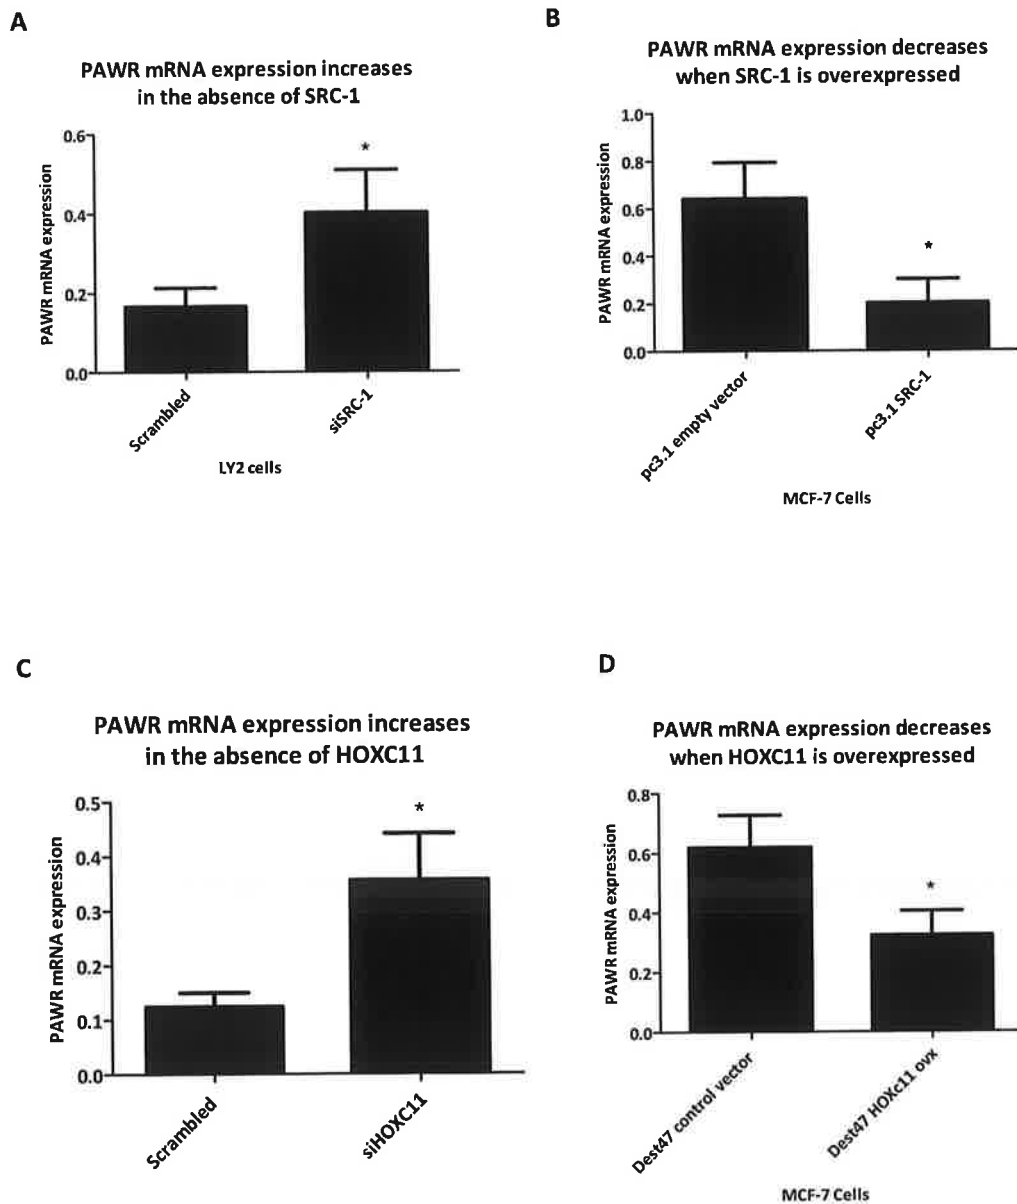 A
PAWR mRNA expression increases
in the absence of SRC-1
PAWR mRNA expression
0.6
0.4
0.2
0.0
*
Scrambled
siSRC-1
LY2 cells
B
PAWR mRNA expression decreases
when SRC-1 is overexpressed
PAWR mRNA expression
1.0
0.8
0.6
0.4
0.2
0.0
*
pc3.1 empty vector
pc3.1 SRC-1
MCF-7 Cells
C
PAWR mRNA expression increases
in the absence of HOXC11
PAWR mRNA expression
0.5
0.4
0.3
0.2
0.1
0.0
*
Scrambled
siHOXC11
D
PAWR mRNA expression decreases
when HOXC11 is overexpressed
PAWR mRNA expression
0.8
0.6
0.4
0.2
0.0
*
Dest47 control vector
Dest47 HOXc11 ovx
MCF-7 Cells